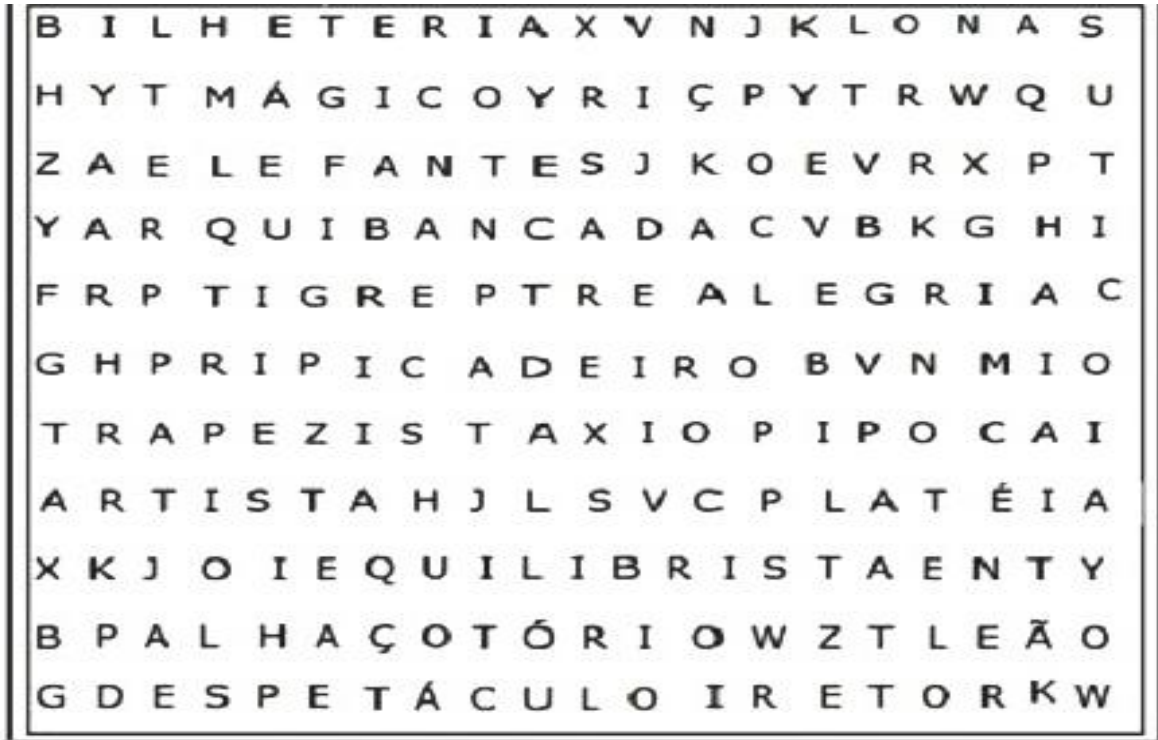 B I L H E T E R I A X V N J K L O N A S
H Y T M Á G I C O Y R I Ç P Y T R W Q U
Z A E L E F A N T E S J K O E V R X P T
Y A R Q U I B A N C A D A C V B K G H I
F R P T I G R E P T R E A L E G R I A C
G H P R I P I C A D E I R O B V N M I O
T R A P E Z I S T A X I O P I P O C A I
A R T I S T A H J L S V C P L A T É I A
X K J O I E Q U I L I B R I S T A E N T Y
B P A L H A Ç O T Ó R I O W Z T L E Ã O
G D E S P E T Á C U L O I R E T O R K W